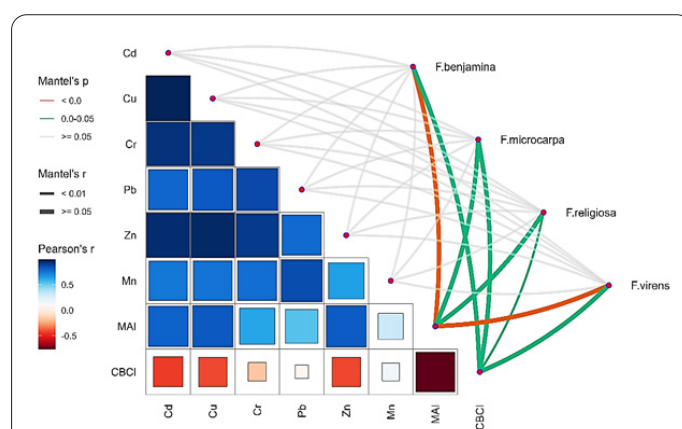 Cd
F.benjamina
Mantel's p
< 0.0
0.0-0.05
>= 0.05
Cu
F.microcarpa
Cr
Mantel's r
< 0.01
>= 0.05
Pb
F.religiosa
Pearson's r
0.5
0.0
-0.5
Zn
Mn
F.virens
MAI
CBCI
Cd
Cu
Cr
Pb
Zn
Mn
MAI
CBCI